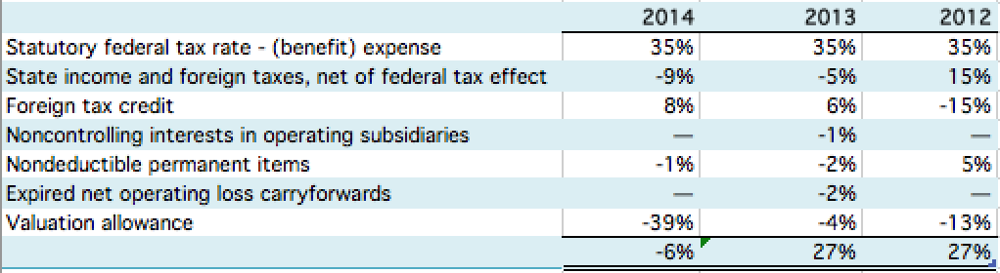 2014 2013 2012
Statutory federal tax rate - (benefit) expense 35% 35% 35%
State income and foreign taxes, net of federal tax effect -9% -5% 15%
Foreign tax credit 8% 6% -15%
Noncontrolling interests in operating subsidiaries — -1% —
Nondeductible permanent items -1% -2% 5%
Expired net operating loss carryforwards — -2% —
Valuation allowance -39% -4% -13%
-6% 27% 27%